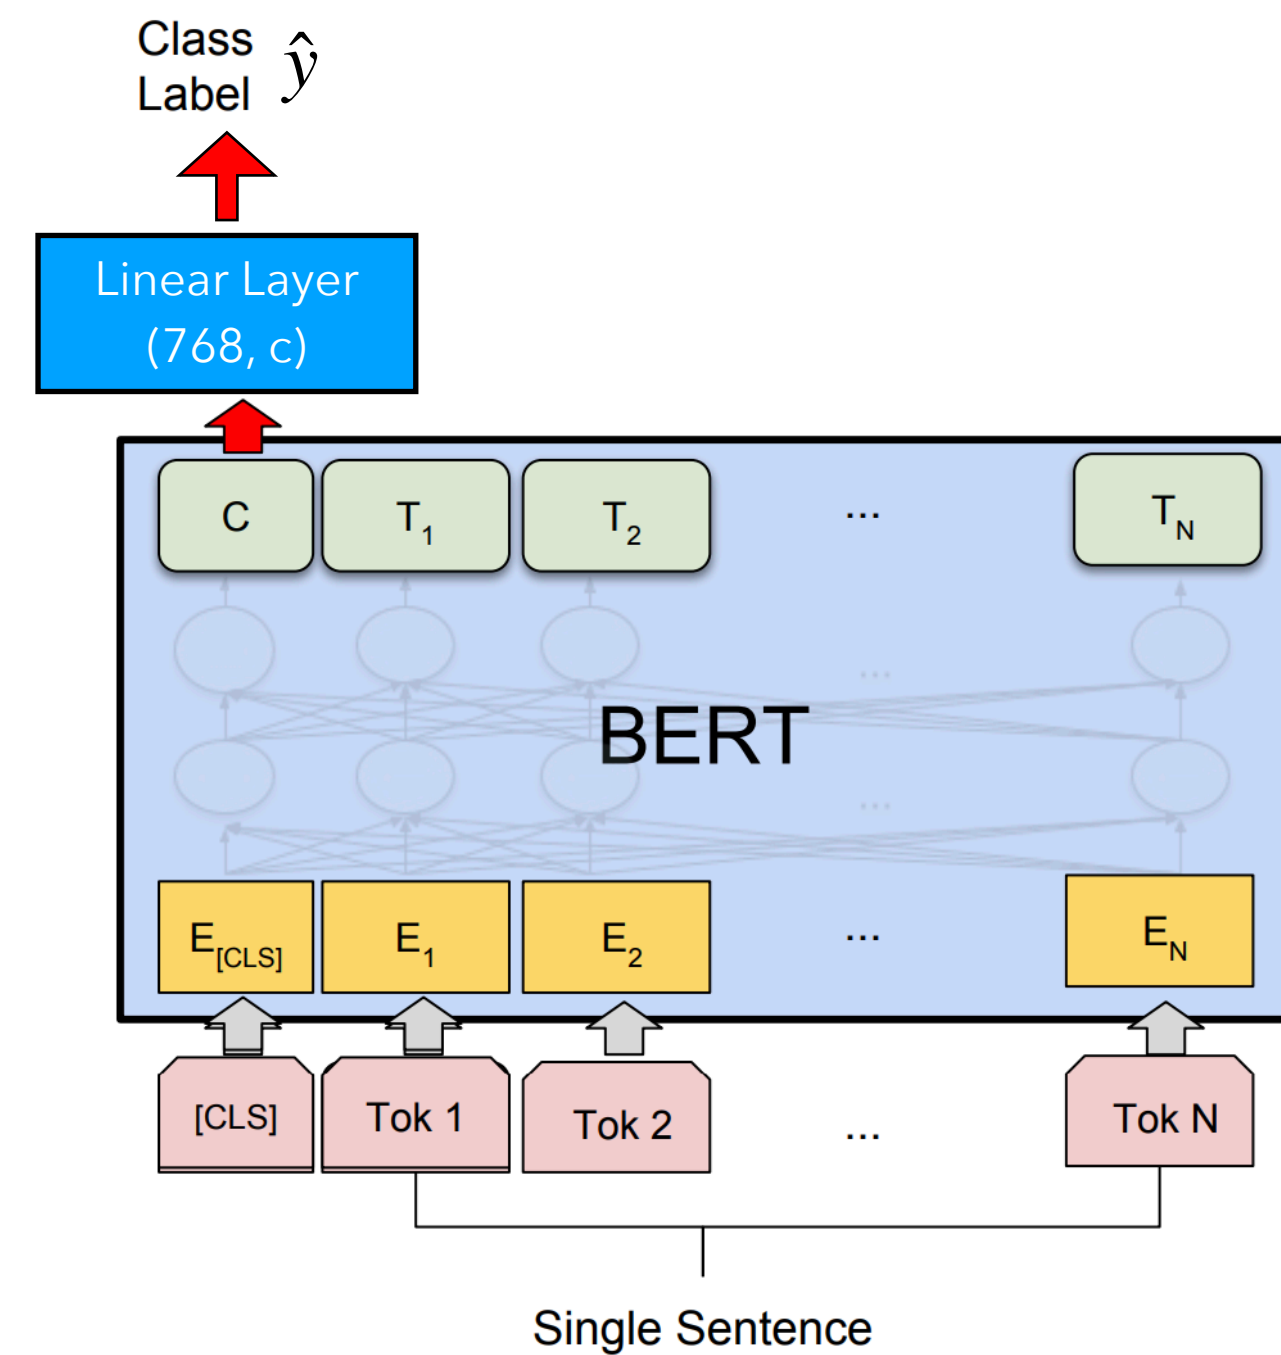 Class
Label ŷ
Linear Layer
(768, c)
C T1 T2 ... TN
...
BERT
...
E[CLS] E1 E2 ... EN
[CLS] Tok 1 Tok 2 ... Tok N
Single Sentence